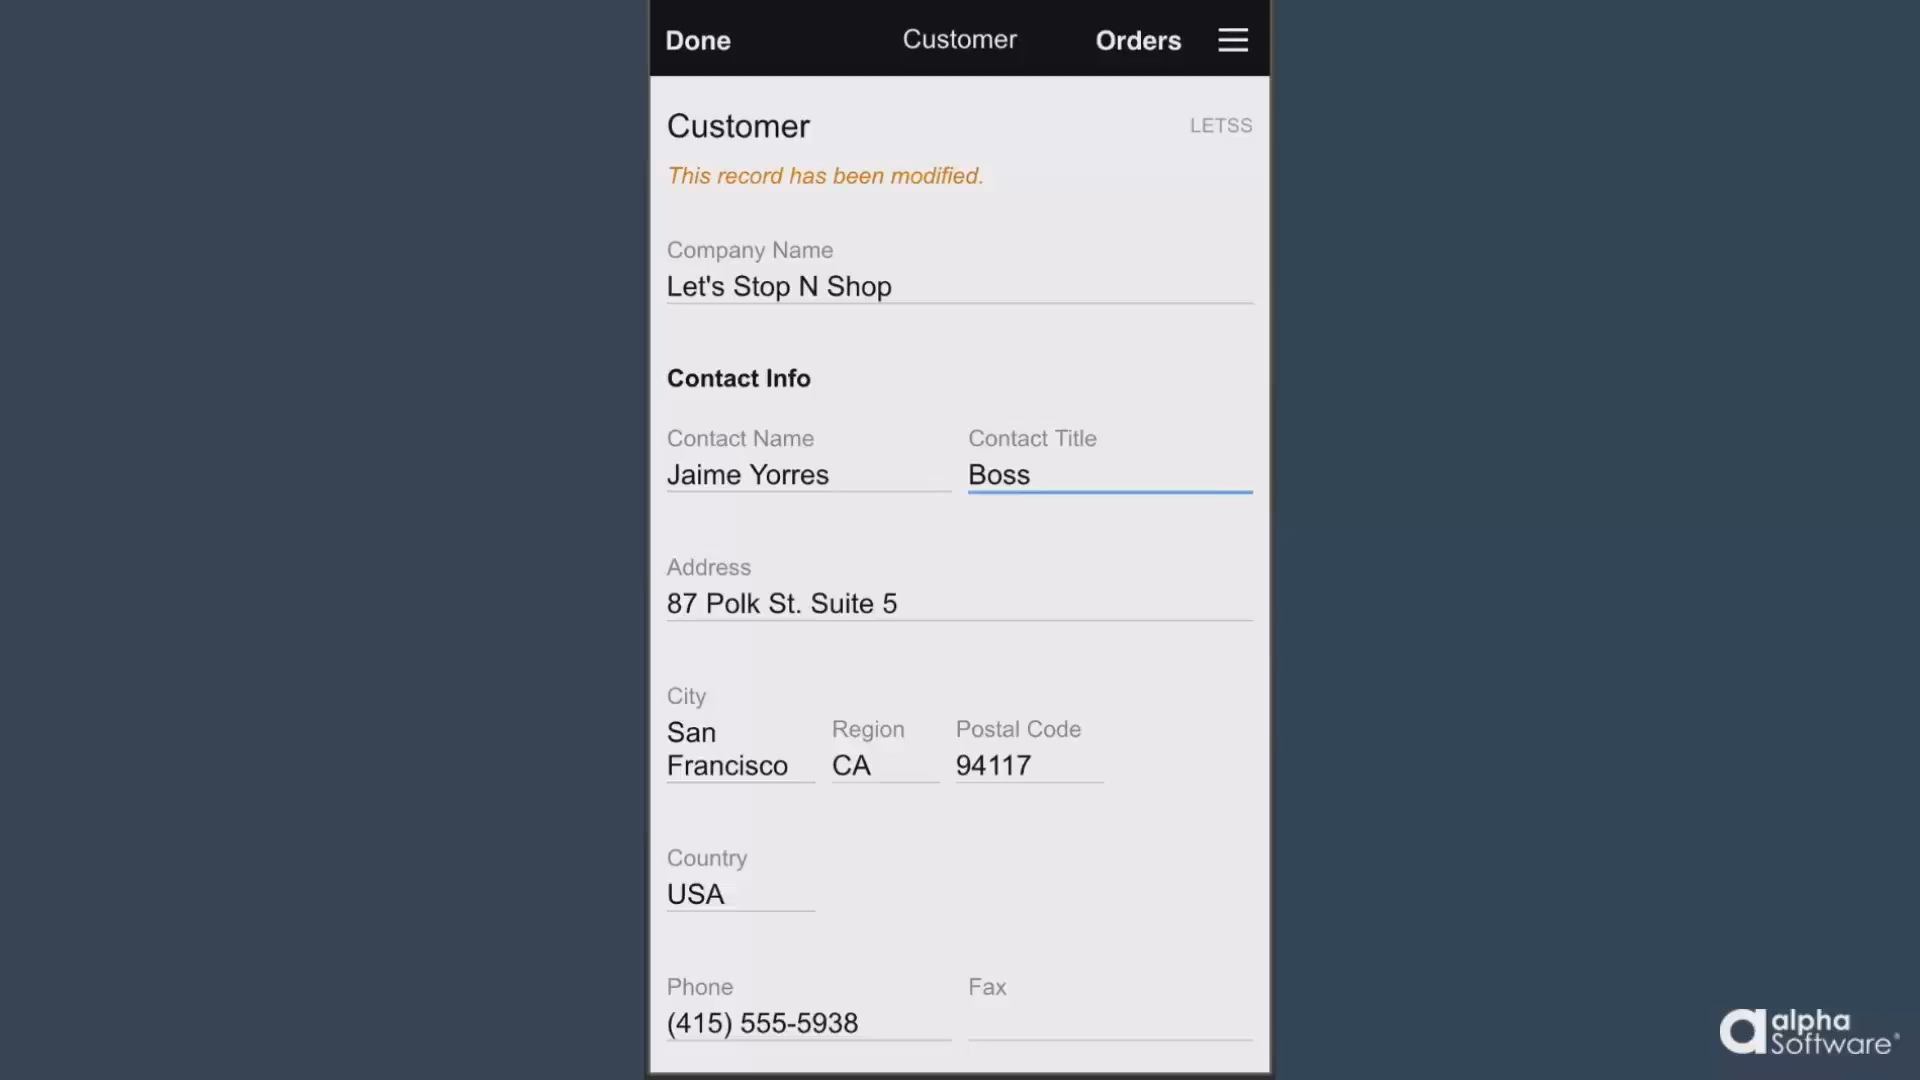 Done
Customer
Orders
Customer
LETSS
This record has been modified.
Company Name
Let's Stop N Shop
Contact Info
Contact Name
Contact Title
Jaime Yorres
Boss
Address
87 Polk St. Suite 5
City
San
Francisco
Region
CA
Postal Code
94117
Country
USA
Phone
(415) 555-5938
Fax
alpha
Software®